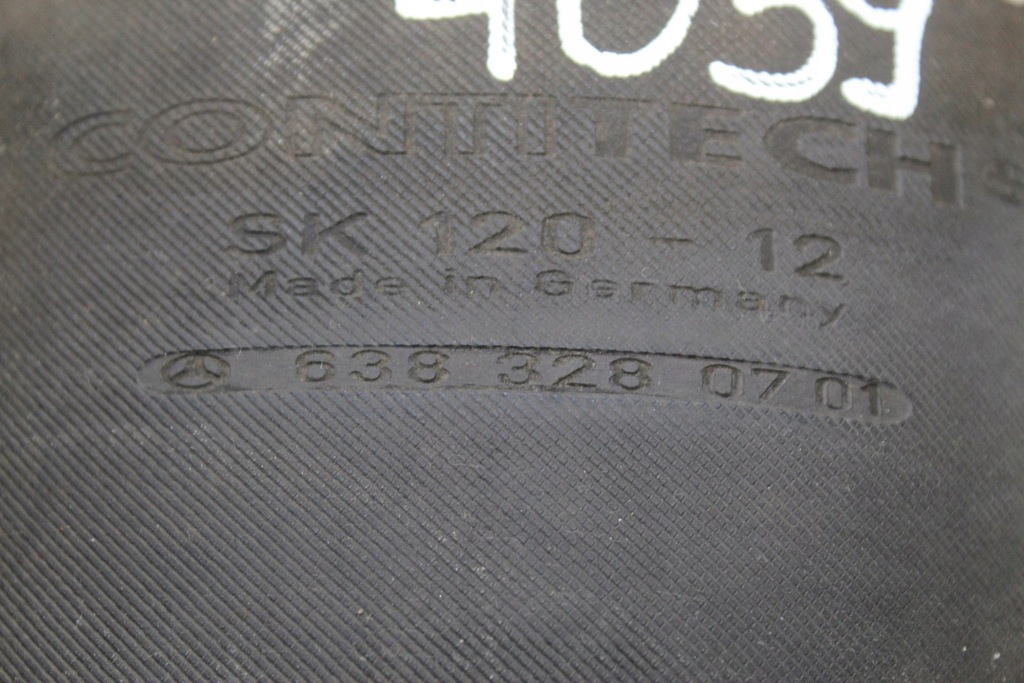 4059
CONTITECH
SK 120 - 12
Made in Germany
638 328 07 01